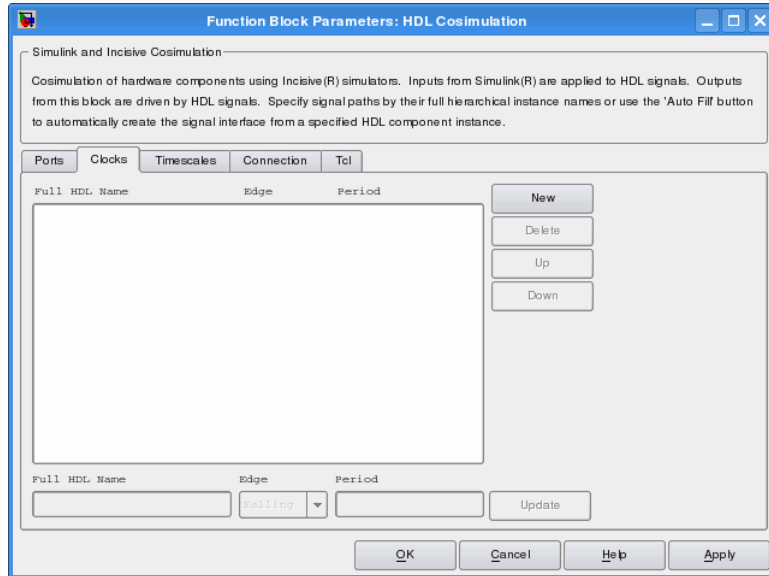 Function Block Parameters: HDL Cosimulation
Simulink and Incisive Cosimulation
Cosimulation of hardware components using Incisive(R) simulators. Inputs from Simulink(R) are applied to HDL signals. Outputs
from this block are driven by HDL signals. Specify signal paths by their full hierarchical instance names or use the 'Auto Fill' button
to automatically create the signal interface from a specified HDL component instance.
Ports Clocks Timescales Connection Tcl
Full HDL Name Edge Period
New
Delete
Up
Down
Full HDL Name Edge Period
Falling Update
OK Cancel Help Apply